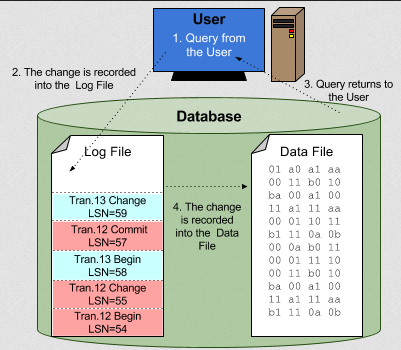 User
1. Query from
the User
2. The change is recorded
into the Log File
3. Query returns to
the User
Database
Log File
Tran.13 Change
LSN=59
Tran.12 Commit
LSN=57
Tran.13 Begin
LSN=58
Tran.12 Change
LSN=55
Tran.12 Begin
LSN=54
4. The change
is recorded
into the Data
File
Data File
01 a0 a1 aa
00 11 b0 10
ba 00 a1 00
11 a1 11 aa
00 01 10 11
b1 11 0a 0b
00 0a b0 11
00 01 11 10
00 11 b0 10
ba 00 a1 00
11 a1 11 aa
b1 11 0a 0b